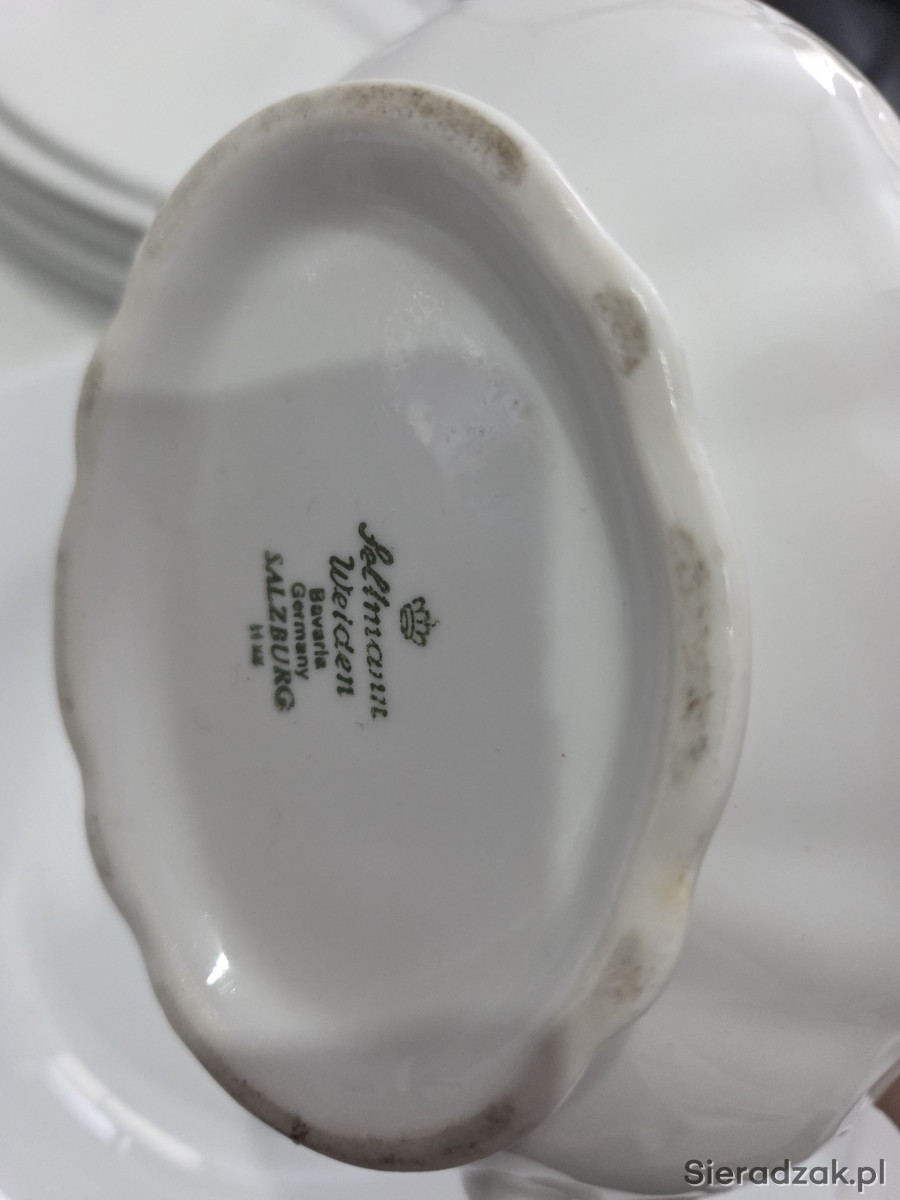 Seltmann
Weiden
Bavaria
Germany
SALZBURG
Sieradzak.pl